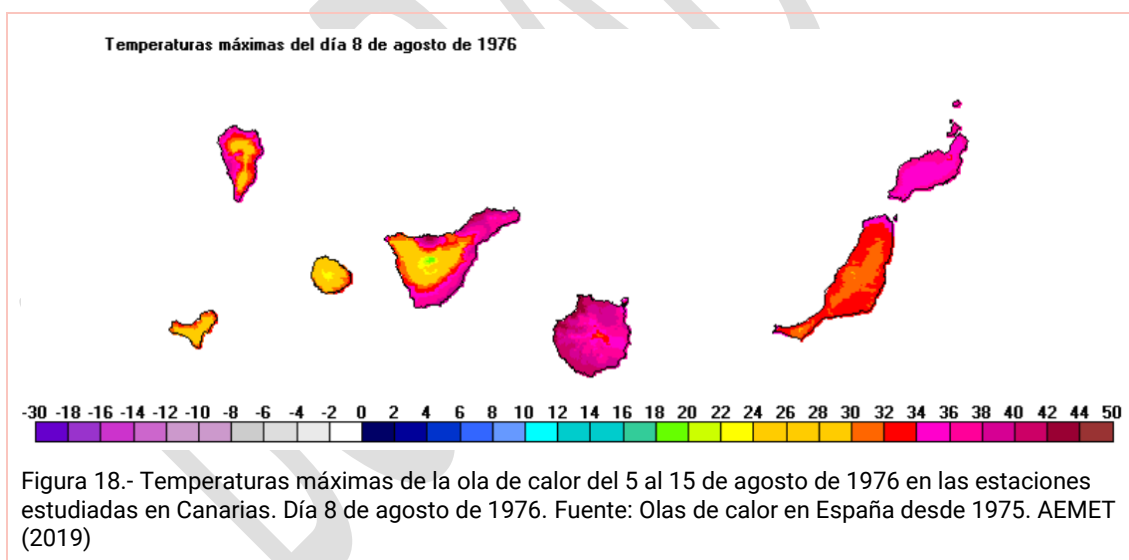 Temperaturas máximas del día 8 de agosto de 1976
-30 -18 -16 -14 -12 -10 -8 -6 -4 -2 0 2 4 6 8 10 12 14 16 18 20 22 24 26 28 30 32 34 36 38 40 42 44 50
Figura 18.- Temperaturas máximas de la ola de calor del 5 al 15 de agosto de 1976 en las estaciones
estudiadas en Canarias. Día 8 de agosto de 1976. Fuente: Olas de calor en España desde 1975. AEMET
(2019)